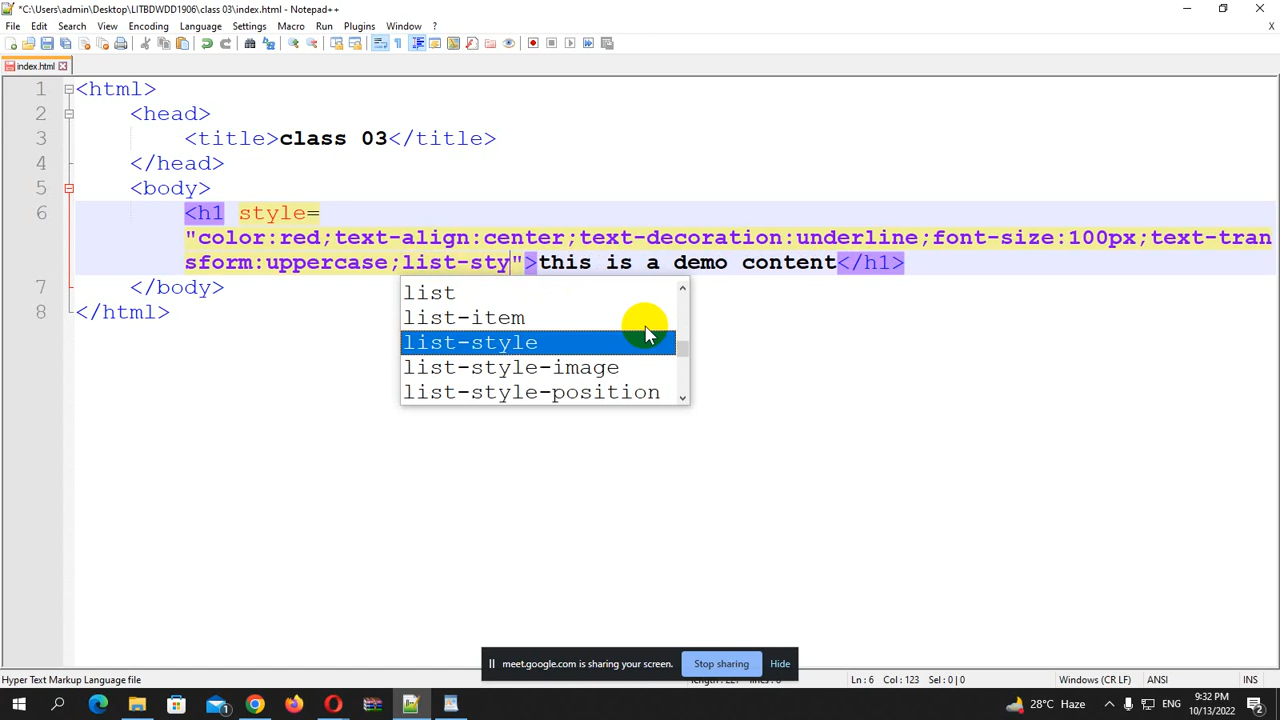 *C:\Users\admin\Desktop\LITBDWDD1906\class 03\index.html - Notepad++
File Edit Search View Encoding Language Settings Macro Run Plugins Window ?
X
index.html
1 <html>
2 <head>
3 <title>class 03</title>
4 </head>
5 <body>
6 <h1 style=
"color:red;text-align:center;text-decoration:underline;font-size:100px;text-tran
sform:uppercase;list-sty">this is a demo content</h1>
7 </body>
8 </html>
list
list-item
list-style
list-style-image
list-style-position
meet.google.com is sharing your screen. Stop sharing Hide
Hyper Text Markup Language file
Ln : 6 Col : 123 Sel : 0 | 0 Windows (CR LF) ANSI INS
28°C Haze ENG 9:32 PM
10/13/2022